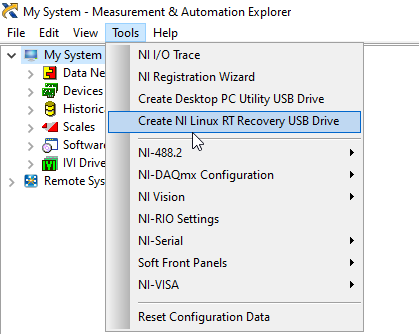 My System - Measurement & Automation Explorer
File Edit View Tools Help
My System
Data Ne
Devices
Historic
Scales
Software
IVI Drive
Remote Sys
NI I/O Trace
NI Registration Wizard
Create Desktop PC Utility USB Drive
Create NI Linux RT Recovery USB Drive
NI-488.2
NI-DAQmx Configuration
NI Vision
NI-RIO Settings
NI-Serial
Soft Front Panels
NI-VISA
Reset Configuration Data